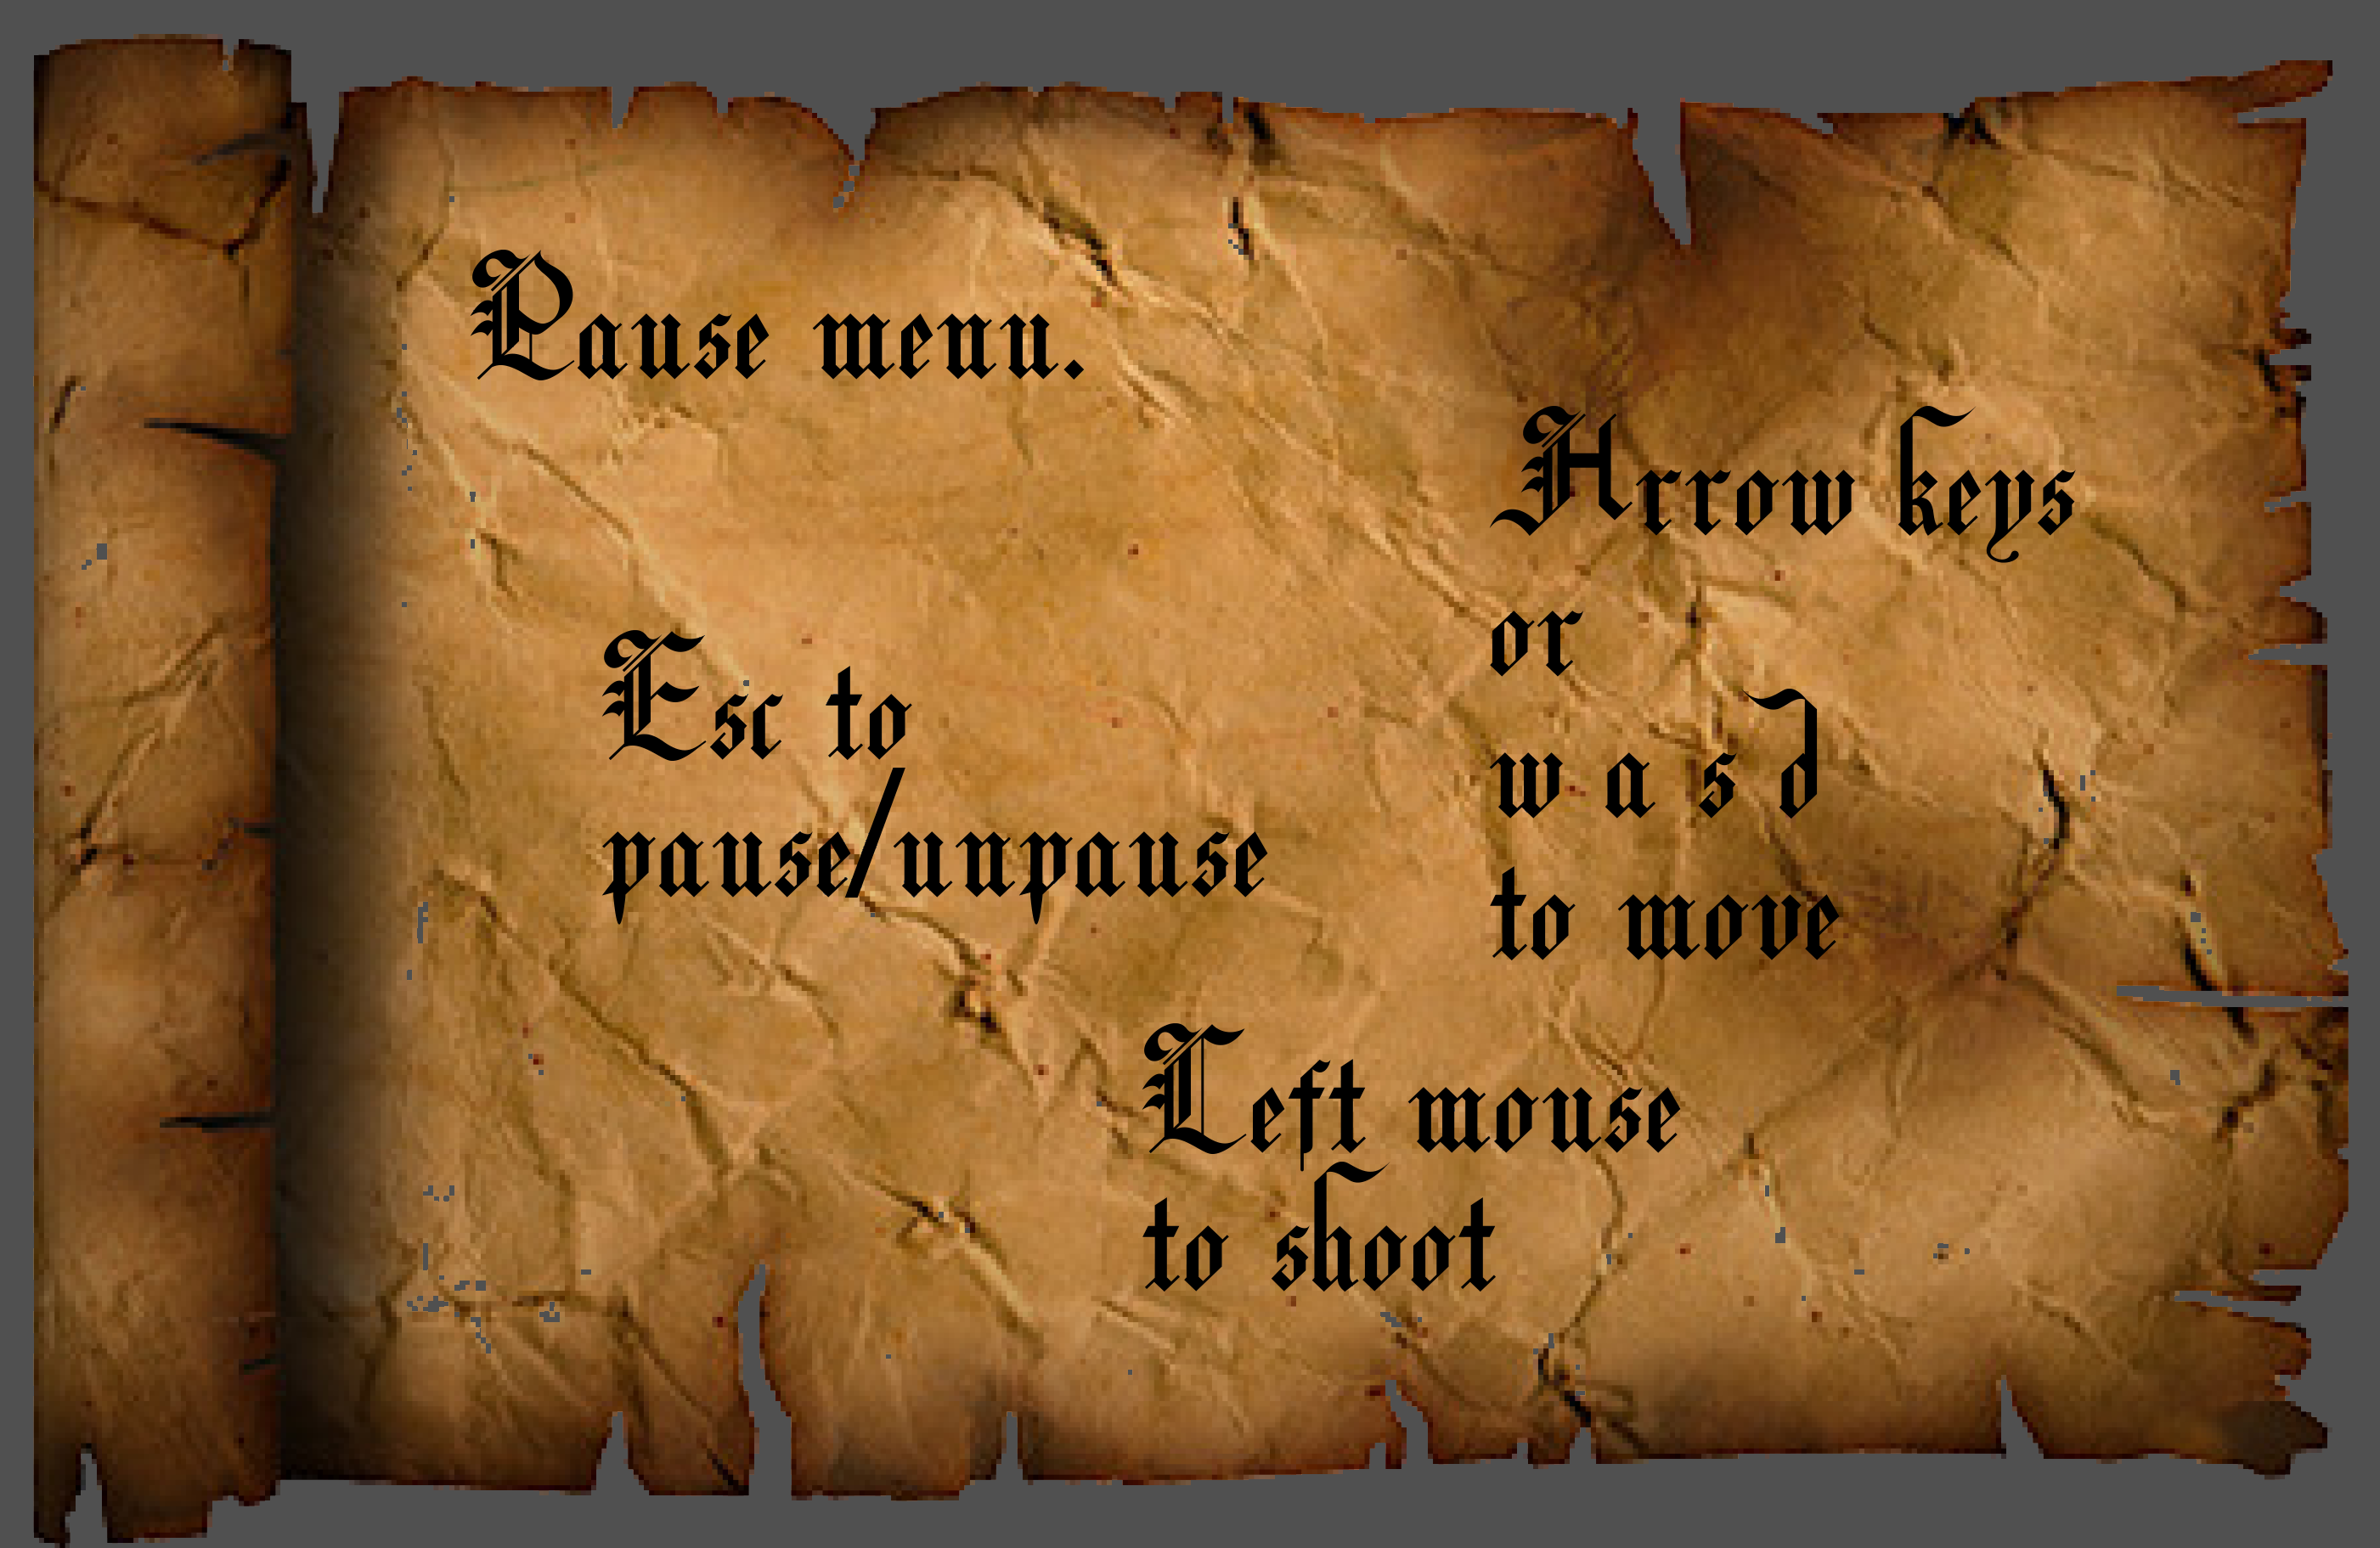 Pause menu.
Esc to
pause/unpause
Arrow keys
or
w a s d
to move
Left mouse
to shoot